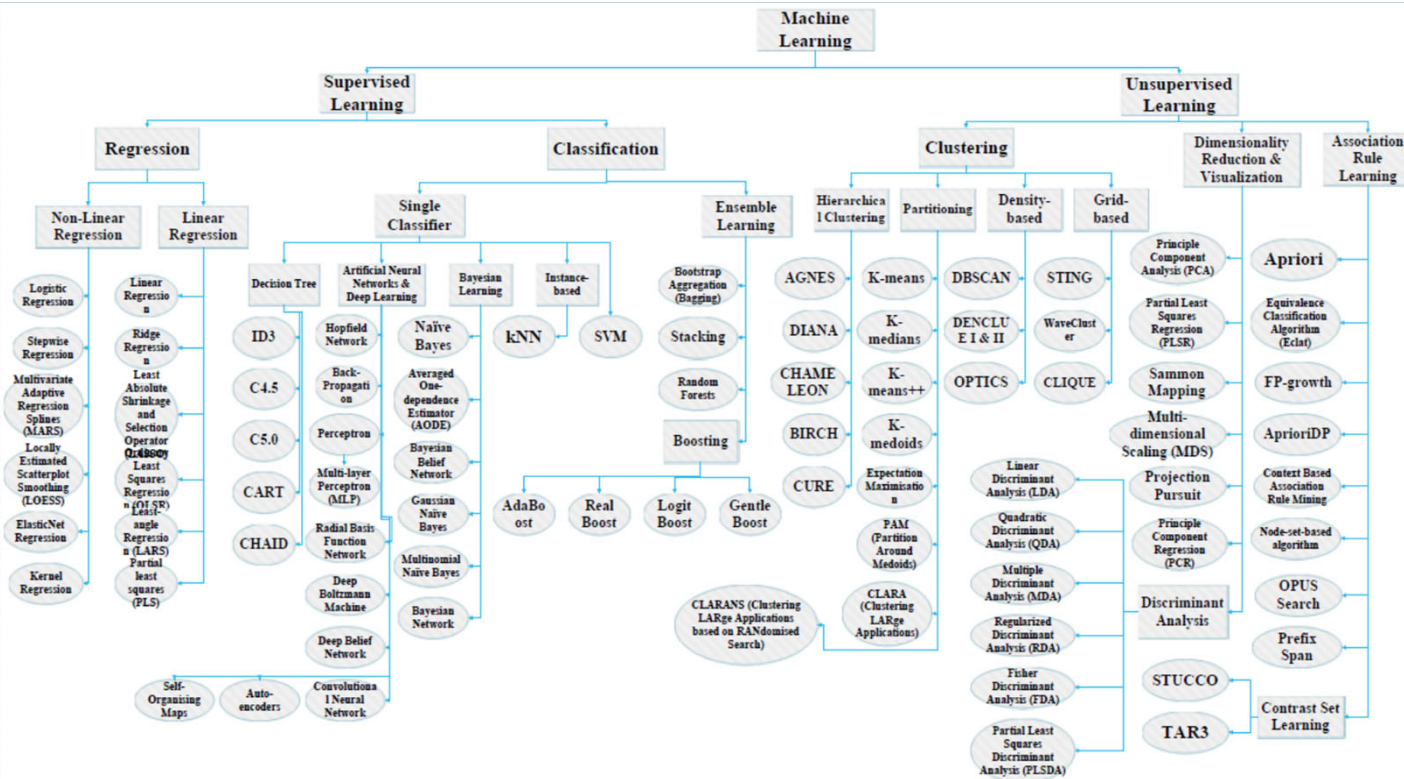 Machine
Learning
Supervised
Learning
Unsupervised
Learning
Regression
Classification
Clustering
Dimensionality
Reduction &
Visualization
Association
Rule
Learning
Non-Linear
Regression
Linear
Regression
Single
Classifier
Ensemble
Learning
Hierarchica
l Clustering
Partitioning
Density-
based
Grid-
based
Logistic
Regression
Stepwise
Regression
Multivariate
Adaptive
Regression
Splines
(MARS)
Locally
Estimated
Scatterplot
Smoothing
(LOESS)
ElasticNet
Regression
Kernel
Regression
Linear
Regressio
n
Ridge
Regressio
n
Least
Absolute
Shrinkage
and
Selection
Operator
Least
Squares
Regressio
n (OLSR)
Least-
angle
Regressio
n (LARS)
Partial
least
squares
(PLS)
Decision Tree
ID3
C4.5
C5.0
CART
CHAID
Artificial Neural
Networks &
Deep Learning
Hopfield
Network
Back-
Propagati
on
Perceptron
Multi-layer
Perceptron
(MLP)
Radial Basis
Function
Network
Deep
Boltzmann
Machine
Deep Belief
Network
Convolutiona
l Neural
Network
Auto-
encoders
Self-
Organising
Maps
Bayesian
Learning
Naïve
Bayes
Averaged
One-
dependence
Estimator
(AODE)
Bayesian
Belief
Network
Gaussian
Naïve
Bayes
Multinomial
Naïve Bayes
Bayesian
Network
Instance-
based
kNN
SVM
Bootstrap
Aggregation
(Bagging)
Stacking
Random
Forests
Boosting
AdaBo
ost
Real
Boost
Logit
Boost
Gentle
Boost
AGNES
DIANA
CHAME
LEON
BIRCH
CURE
K-means
K-
medians
K-
means++
K-
medoids
Expectation
Maximisatio
n
PAM
(Partition
Around
Medoids)
CLARA
(Clustering
LARge
Applications)
CLARANS (Clustering
LARge Applications
based on RANdomised
Search)
DBSCAN
DENCLU
E I & II
OPTICS
STING
WaveClust
er
CLIQUE
Principle
Component
Analysis (PCA)
Partial Least
Squares
Regression
(PLSR)
Sammon
Mapping
Multi-
dimensional
Scaling (MDS)
Projection
Pursuit
Principle
Component
Regression
(PCR)
Discriminant
Analysis
Linear
Discriminant
Analysis (LDA)
Quadratic
Discriminant
Analysis (QDA)
Multiple
Discriminant
Analysis (MDA)
Regularized
Discriminant
Analysis (RDA)
Fisher
Discriminant
Analysis (FDA)
Partial Least
Squares
Discriminant
Analysis (PLSDA)
Apriori
Equivalence
Classification
Algorithm
(Eclat)
FP-growth
AprioriDP
Context Based
Association
Rule Mining
Node-set-based
algorithm
OPUS
Search
Prefix
Span
Contrast Set
Learning
STUCCO
TAR3